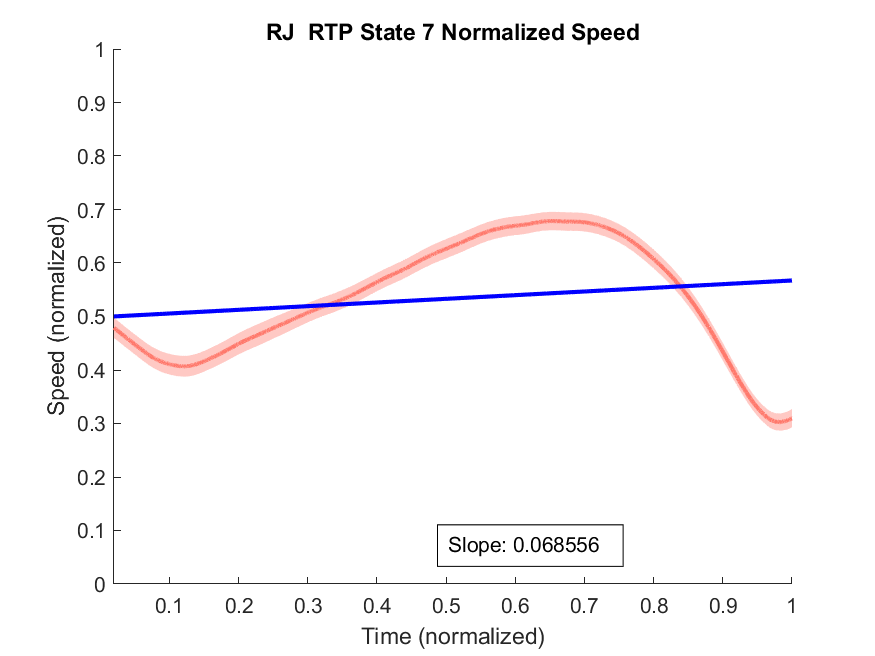 RJ  RTP State 7 Normalized Speed
1
0.9
0.8
0.7
0.6
0.5
0.4
0.3
0.2
0.1
0
Speed (normalized)
Slope: 0.068556
0.1 0.2 0.3 0.4 0.5 0.6 0.7 0.8 0.9 1
Time (normalized)